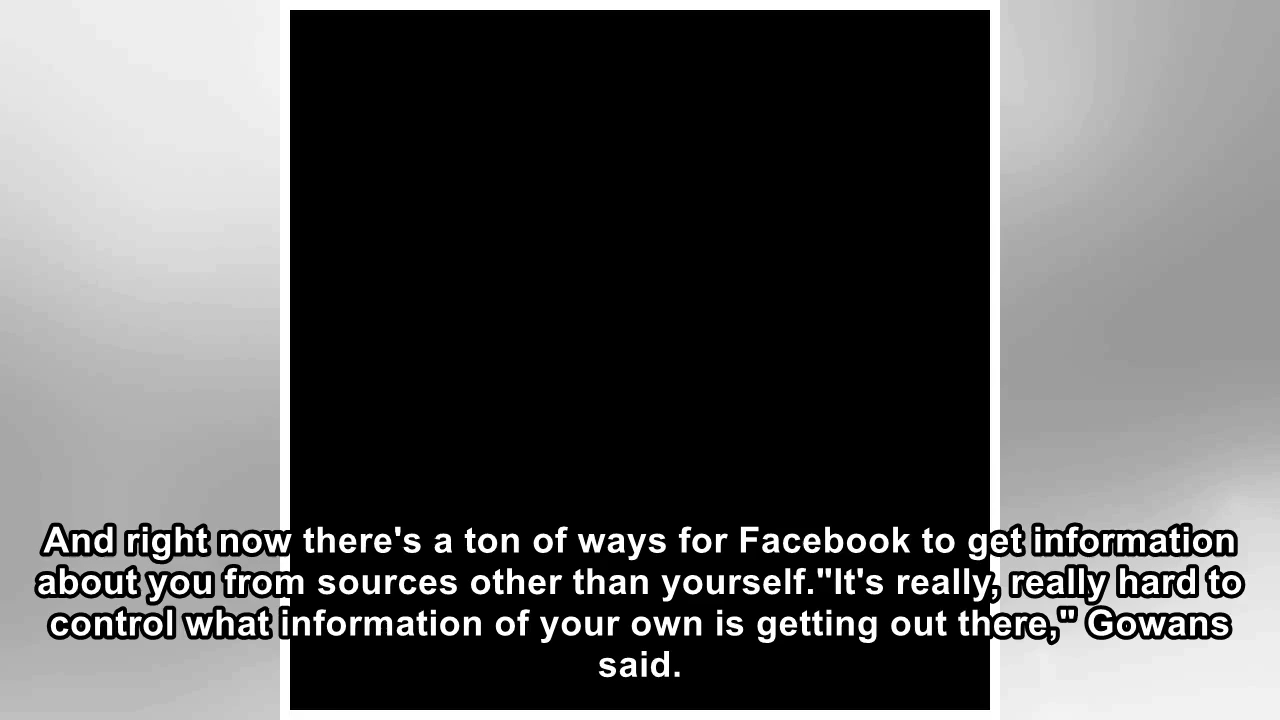 And right now there's a ton of ways for Facebook to get information
about you from sources other than yourself."It's really, really hard to
control what information of your own is getting out there," Gowans
said.